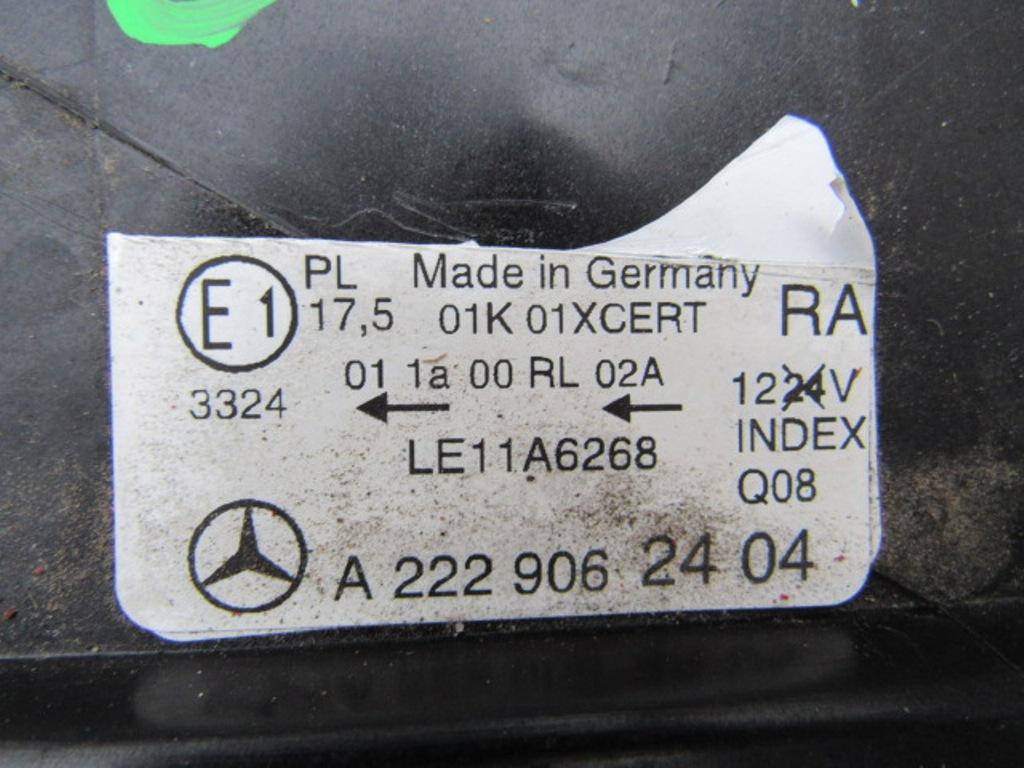 E1 PL Made in Germany
17,5 01K 01XCERT RA
01 1a 00 RL 02A
3324 12 24V
LE11A6268 INDEX
Q08
A 222 906 24 04